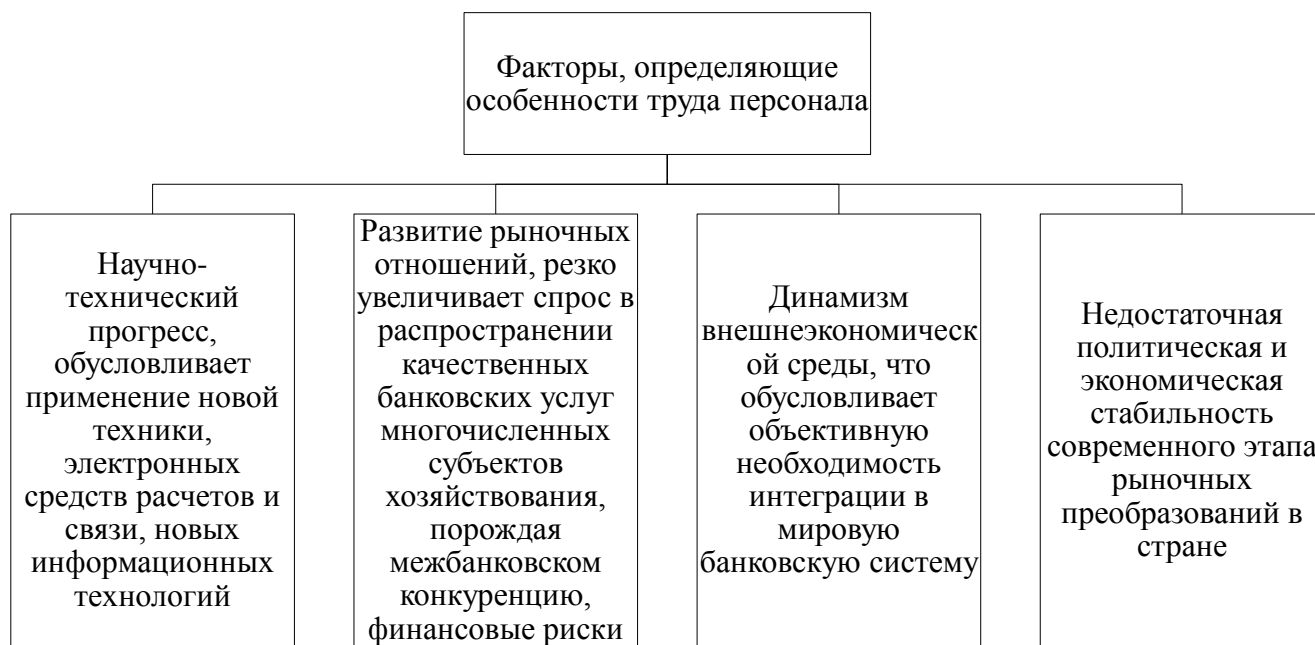 Факторы, определяющие
особенности труда персонала
Научно-
технический
прогресс,
обусловливает
применение новой
техники,
электронных
средств расчетов и
связи, новых
информационных
технологий
Развитие рыночных
отношений, резко
увеличивает спрос в
распространении
качественных
банковских услуг
многочисленных
субъектов
хозяйствования,
порождая
межбанковском
конкуренцию,
финансовые риски
Динамизм
внешнеэкономическ
ой среды, что
обусловливает
объективную
необходимость
интеграции в
мировую
банковскую систему
Недостаточная
политическая и
экономическая
стабильность
современного этапа
рыночных
преобразований в
стране